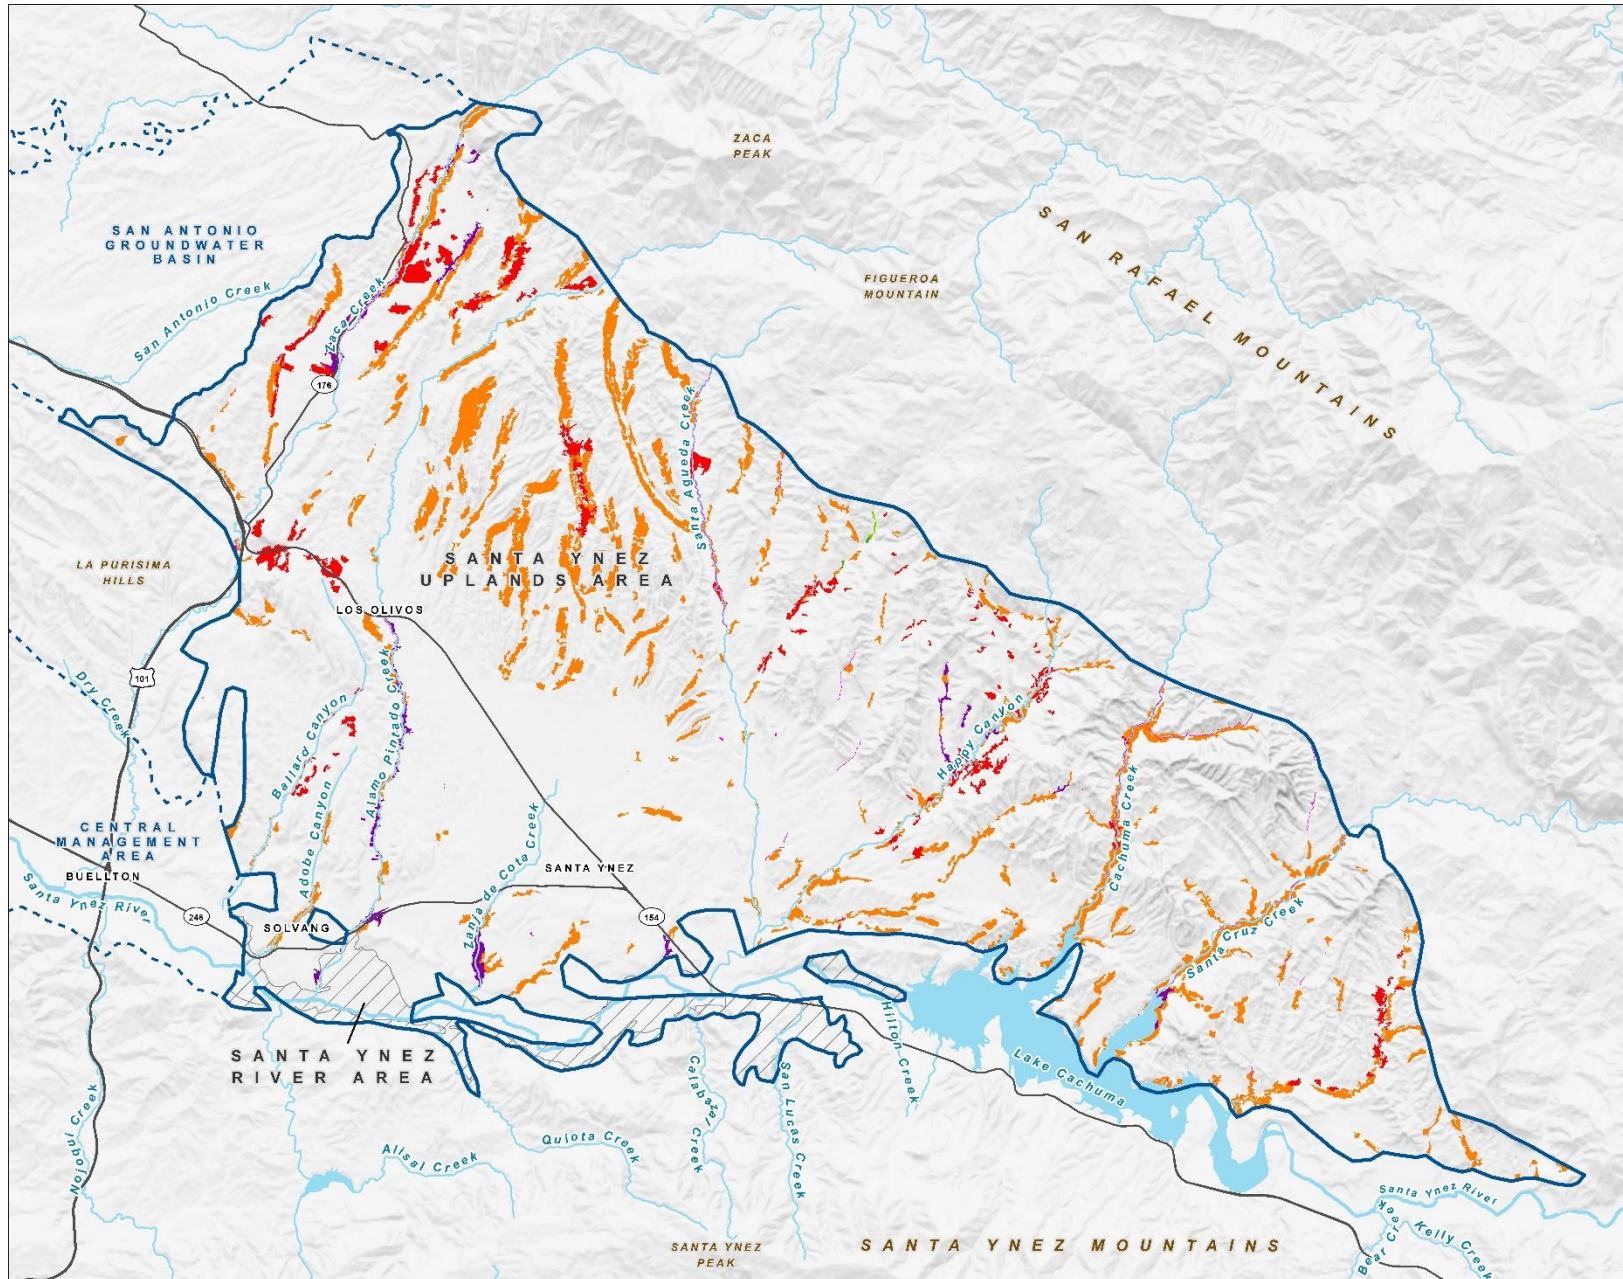 ZACA
PEAK
SAN RAFAEL MOUNTAINS
SAN ANTONIO
GROUNDWATER
BASIN
San Antonio Creek
Zaca Creek
FIGUEROA
MOUNTAIN
176
Santa Agueda Creek
LA PURISIMA
HILLS
SANTA YNEZ
UPLANDS AREA
LOS OLIVOS
101
Dry Creek
Ballard Canyon
Alamo Pintado Creek
Adobe Canyon
Happy Canyon
Cachuma Creek
CENTRAL
MANAGEMENT
AREA
BUELLTON
Santa Ynez River
246
SOLVANG
Zanja de Cota Creek
SANTA YNEZ
154
Santa Cruz Creek
SANTA YNEZ
RIVER AREA
Hilton Creek
Lake Cachuma
Calabazal Creek
San Lucas Creek
Nojoqui Creek
Alisal Creek
Quiota Creek
Santa Ynez River
Bear Creek
Kelly Creek
SANTA YNEZ
PEAK
SANTA YNEZ MOUNTAINS